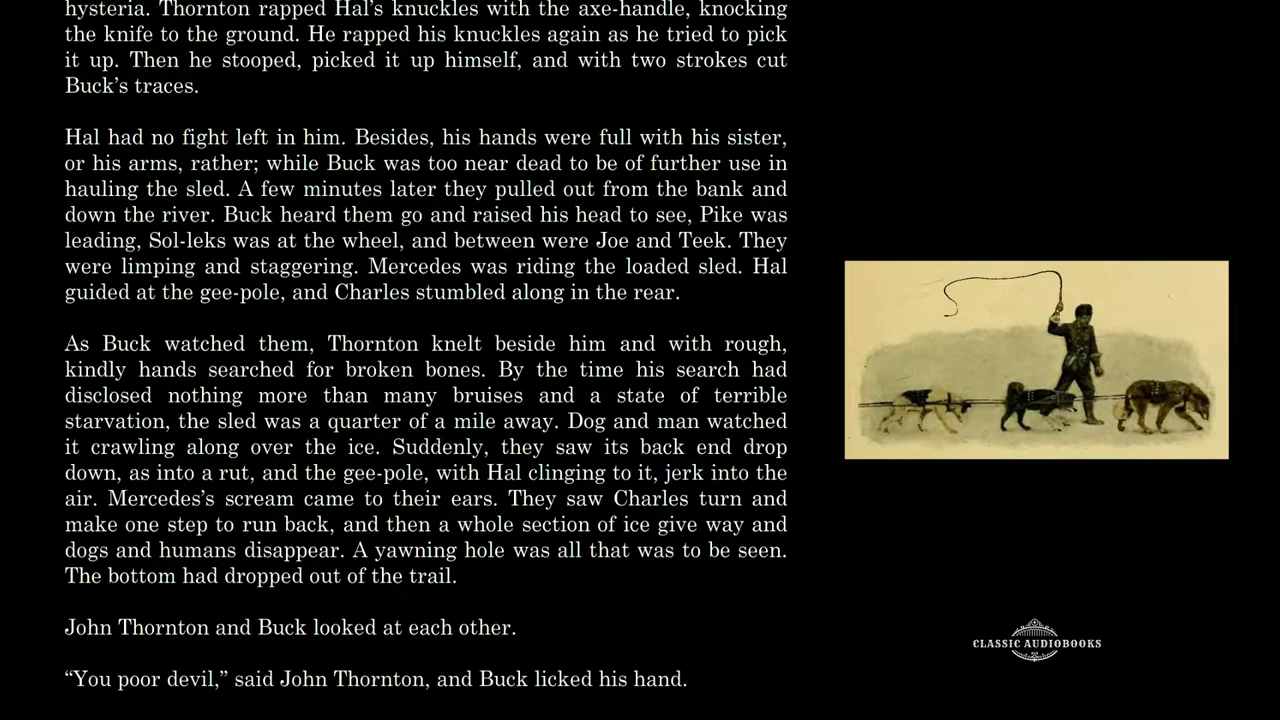 hysteria. Thornton rapped Hal’s knuckles with the axe-handle, knocking
the knife to the ground. He rapped his knuckles again as he tried to pick
it up. Then he stooped, picked it up himself, and with two strokes cut
Buck’s traces.
Hal had no fight left in him. Besides, his hands were full with his sister,
or his arms, rather; while Buck was too near dead to be of further use in
hauling the sled. A few minutes later they pulled out from the bank and
down the river. Buck heard them go and raised his head to see, Pike was
leading, Sol-leks was at the wheel, and between were Joe and Teek. They
were limping and staggering. Mercedes was riding the loaded sled. Hal
guided at the gee-pole, and Charles stumbled along in the rear.
As Buck watched them, Thornton knelt beside him and with rough,
kindly hands searched for broken bones. By the time his search had
disclosed nothing more than many bruises and a state of terrible
starvation, the sled was a quarter of a mile away. Dog and man watched
it crawling along over the ice. Suddenly, they saw its back end drop
down, as into a rut, and the gee-pole, with Hal clinging to it, jerk into the
air. Mercedes’s scream came to their ears. They saw Charles turn and
make one step to run back, and then a whole section of ice give way and
dogs and humans disappear. A yawning hole was all that was to be seen.
The bottom had dropped out of the trail.
John Thornton and Buck looked at each other.
“You poor devil,” said John Thornton, and Buck licked his hand.
CLASSIC AUDIOBOOKS